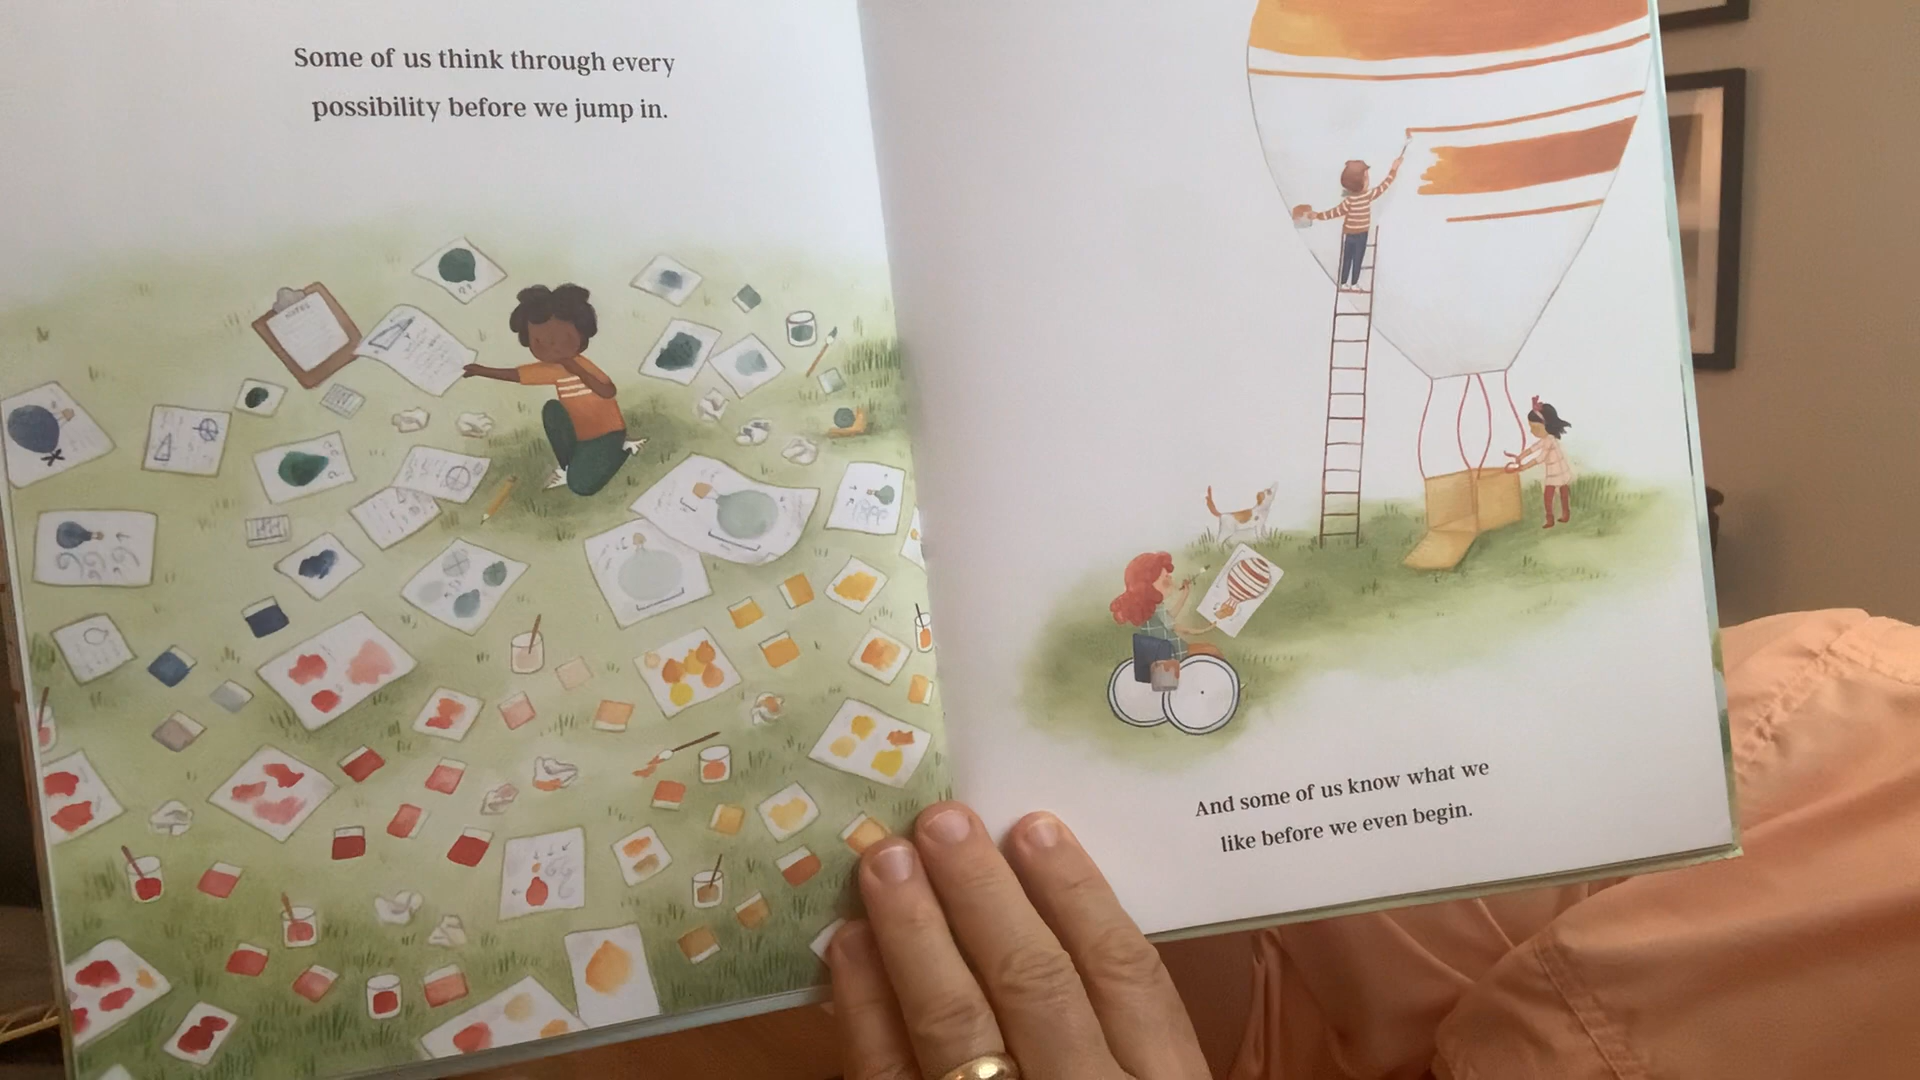 Some of us think through every
possibility before we jump in.
NOTES
And some of us know what we
like before we even begin.